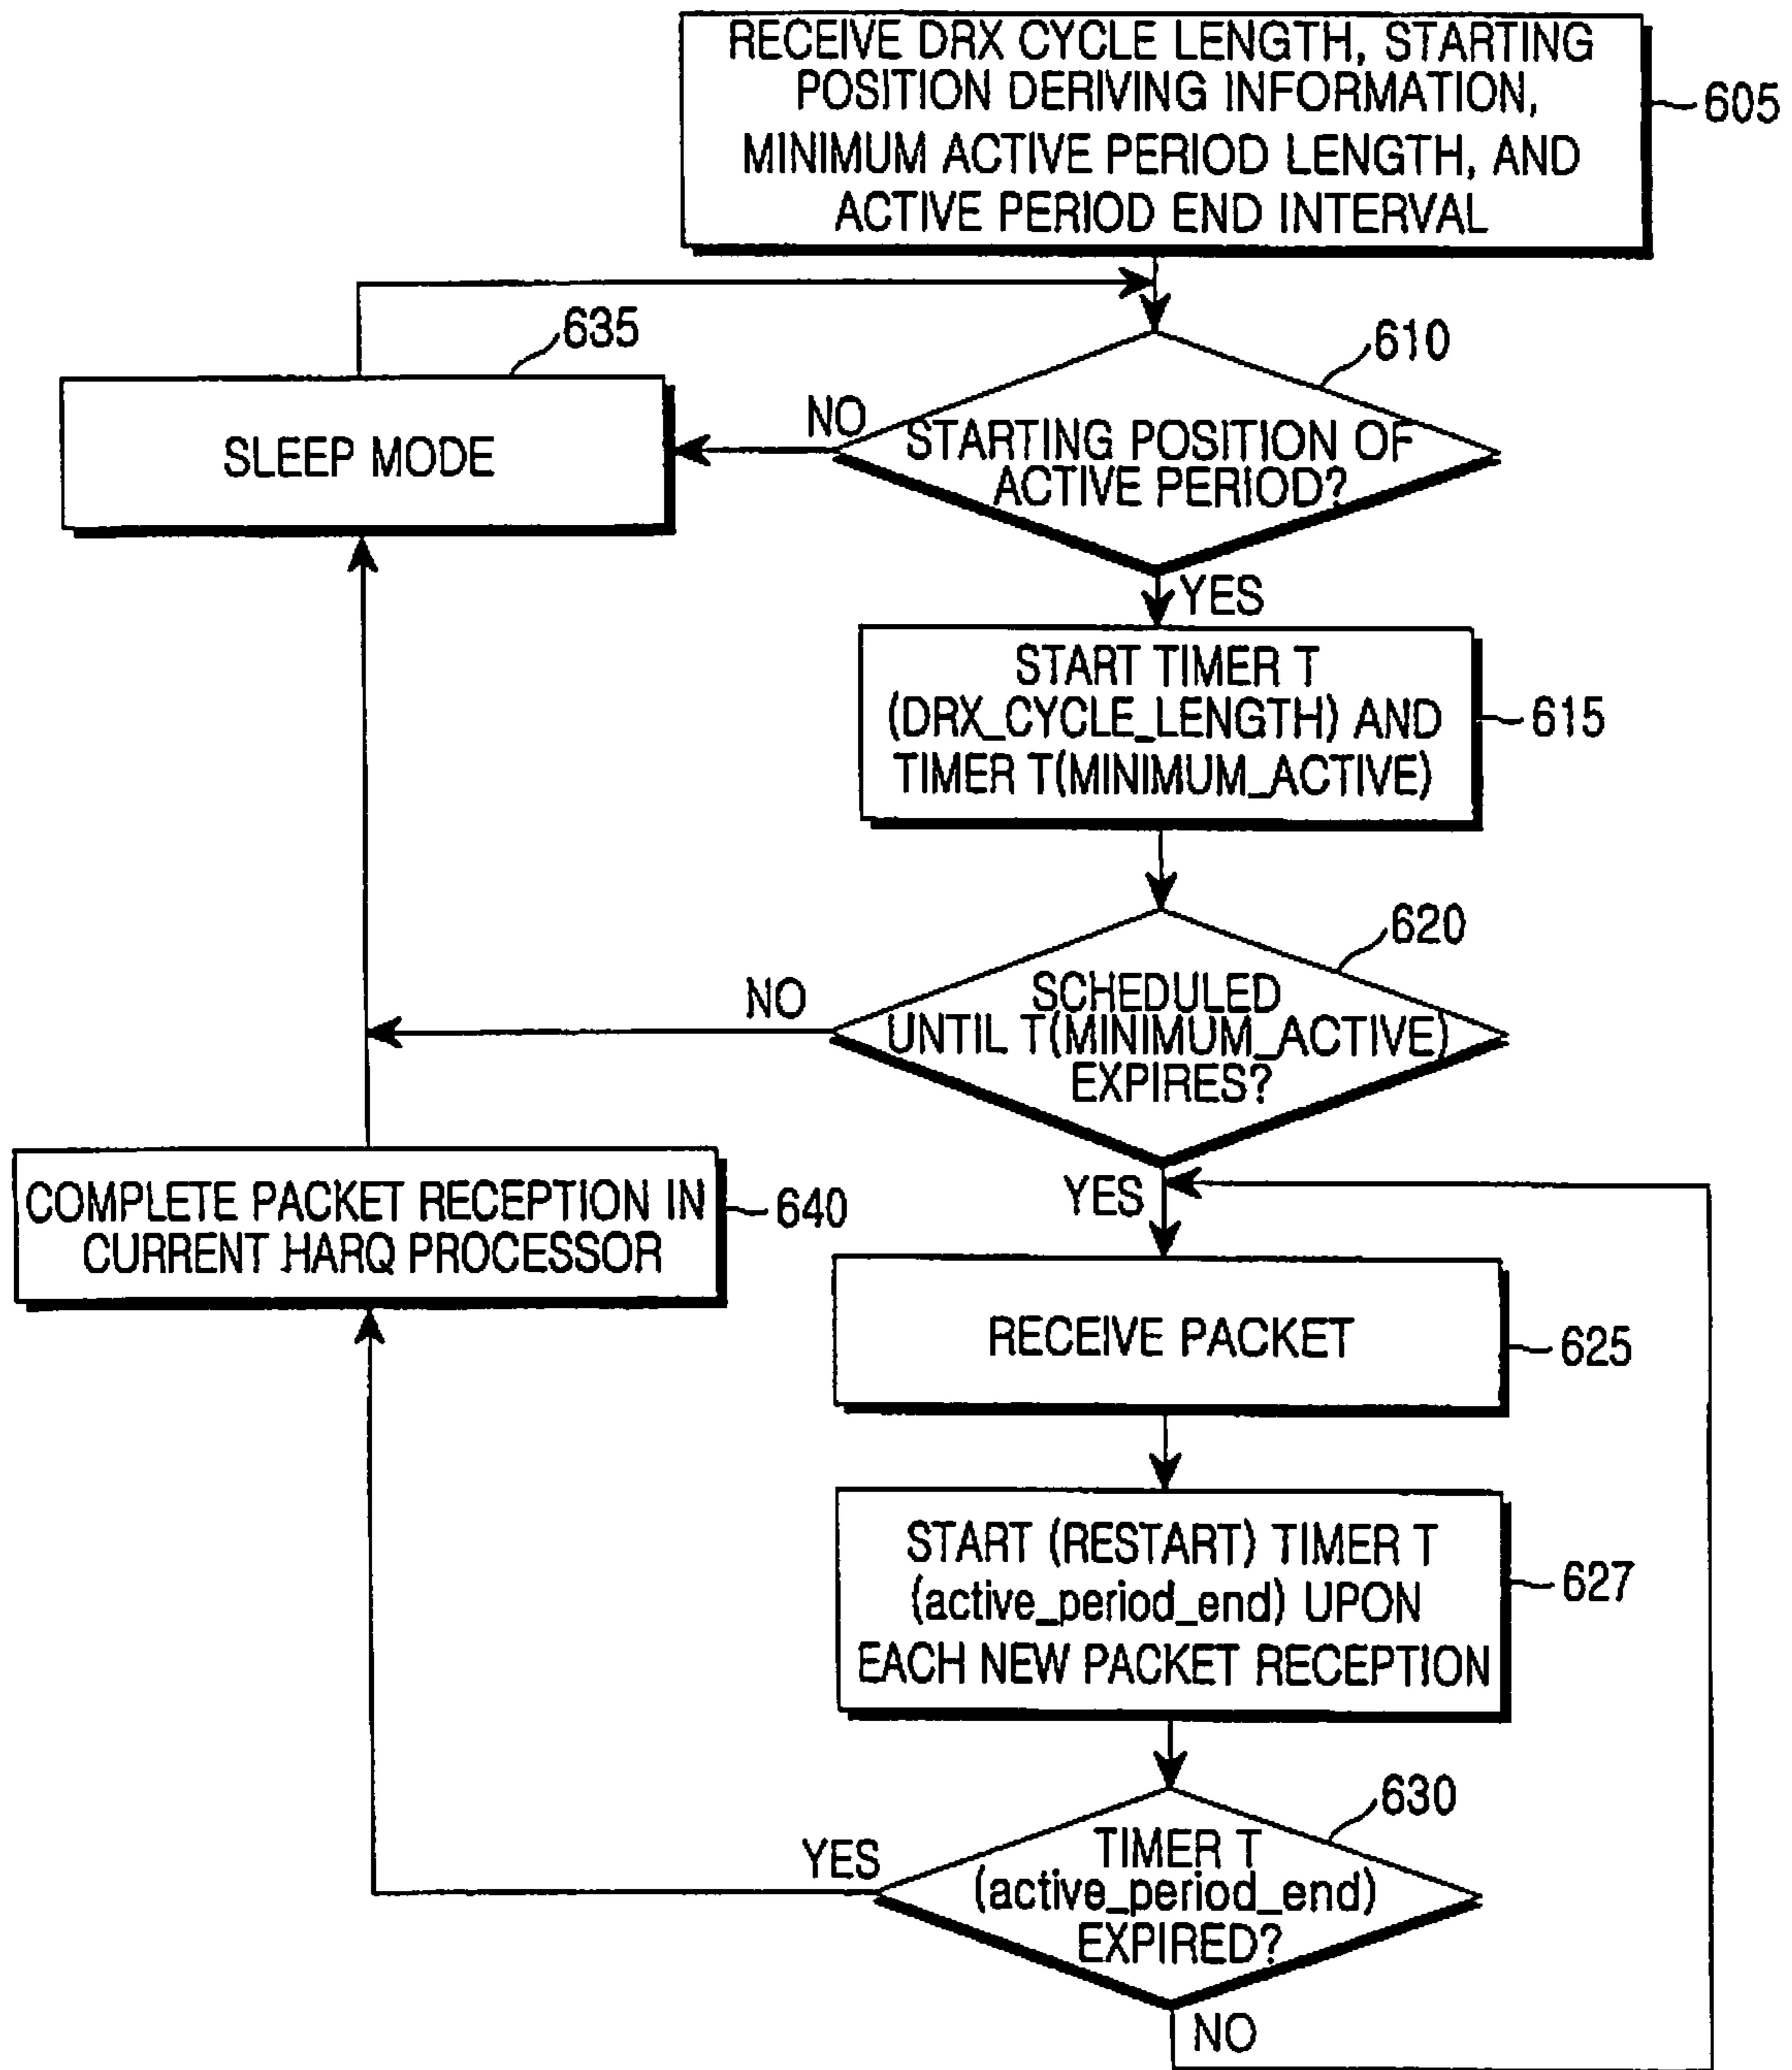 RECEIVE DRX CYCLE LENGTH, STARTING
POSITION DERIVING INFORMATION,
MINIMUM ACTIVE PERIOD LENGTH, AND
ACTIVE PERIOD END INTERVAL
605
635
SLEEP MODE
610
NO
STARTING POSITION OF
ACTIVE PERIOD?
YES
START TIMER T
(DRX_CYCLE_LENGTH) AND
TIMER T(MINIMUM_ACTIVE)
615
620
NO
SCHEDULED
UNTIL T(MINIMUM_ACTIVE)
EXPIRES?
YES
COMPLETE PACKET RECEPTION IN
CURRENT HARQ PROCESSOR
640
RECEIVE PACKET
625
START (RESTART) TIMER T
(active_period_end) UPON
EACH NEW PACKET RECEPTION
627
630
YES
TIMER T
(active_period_end)
EXPIRED?
NO